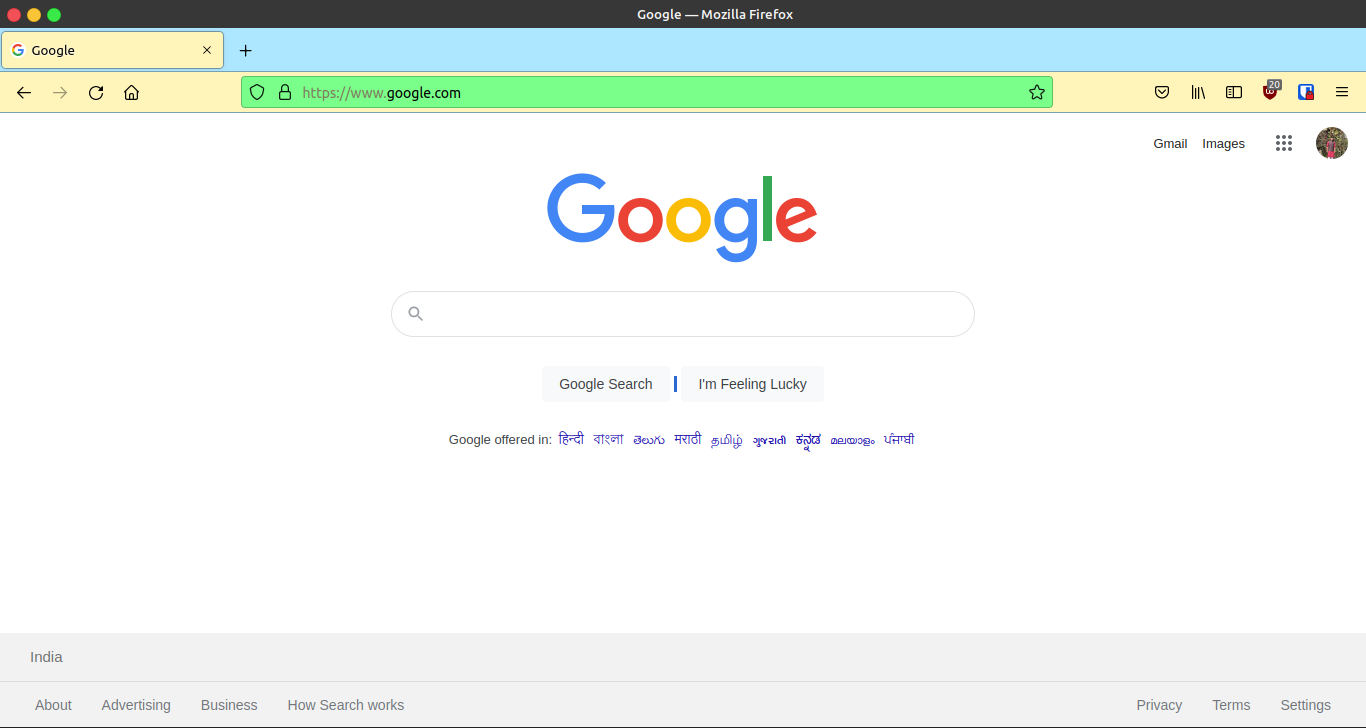 Google — Mozilla Firefox
Google
https://www.google.com
20
Gmail Images
Google
Google Search I'm Feeling Lucky
Google offered in: हिन्दी বাংলা తెలుగు मराठी தமிழ் ગુજરાતી ಕನ್ನಡ മലയാളം ਪੰਜਾਬੀ
India
About Advertising Business How Search works Privacy Terms Settings